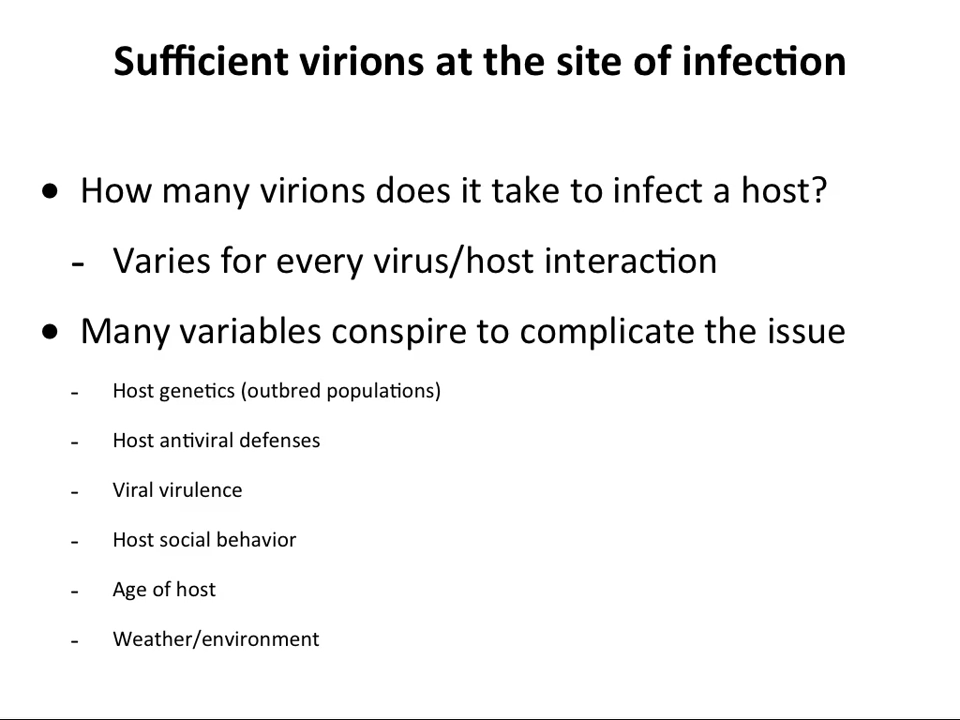 Sufficient virions at the site of infection
• How many virions does it take to infect a host?
- Varies for every virus/host interaction
• Many variables conspire to complicate the issue
- Host genetics (outbred populations)
- Host antiviral defenses
- Viral virulence
- Host social behavior
- Age of host
- Weather/environment